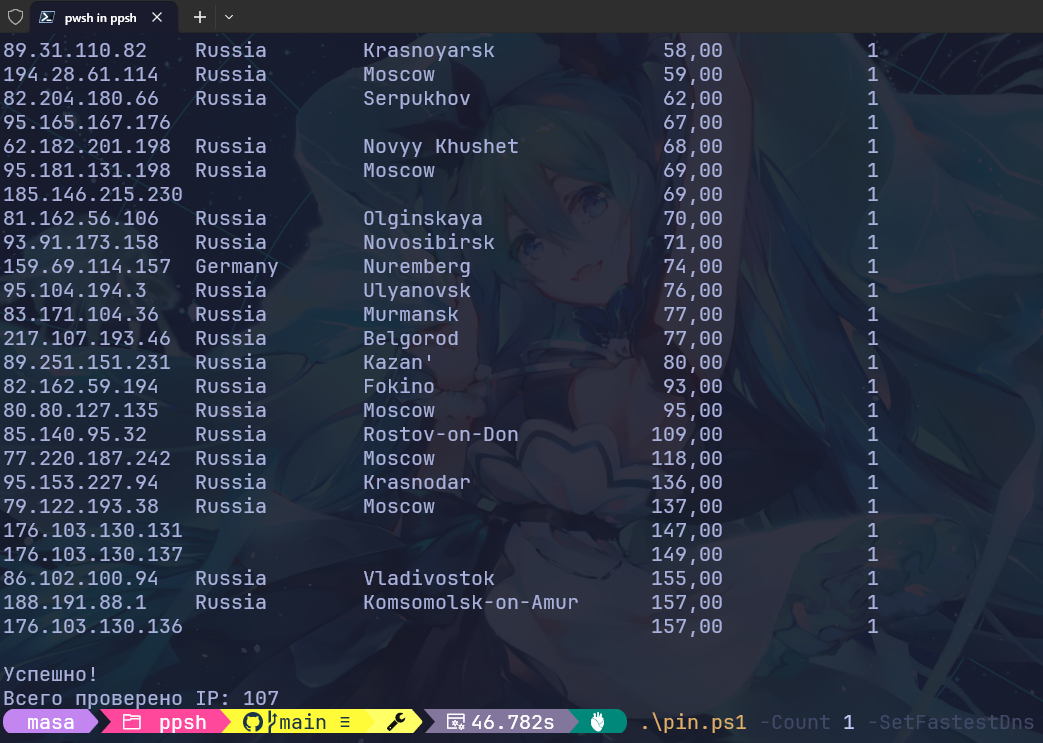 pwsh in ppsh
89.31.110.82 Russia Krasnoyarsk 58,00 1
194.28.61.114 Russia Moscow 59,00 1
82.204.180.66 Russia Serpukhov 62,00 1
95.165.167.176 67,00 1
62.182.201.198 Russia Novyy Khushet 68,00 1
95.181.131.198 Russia Moscow 69,00 1
185.146.215.230 69,00 1
81.162.56.106 Russia Olginskaya 70,00 1
93.91.173.158 Russia Novosibirsk 71,00 1
159.69.114.157 Germany Nuremberg 74,00 1
95.104.194.3 Russia Ulyanovsk 76,00 1
83.171.104.36 Russia Murmansk 77,00 1
217.107.193.46 Russia Belgorod 77,00 1
89.251.151.231 Russia Kazan' 80,00 1
82.162.59.194 Russia Fokino 93,00 1
80.80.127.135 Russia Moscow 95,00 1
85.140.95.32 Russia Rostov-on-Don 109,00 1
77.220.187.242 Russia Moscow 118,00 1
95.153.227.94 Russia Krasnodar 136,00 1
79.122.193.38 Russia Moscow 137,00 1
176.103.130.131 147,00 1
176.103.130.137 149,00 1
86.102.100.94 Russia Vladivostok 155,00 1
188.191.88.1 Russia Komsomolsk-on-Amur 157,00 1
176.103.130.136 157,00 1
Успешно!
Всего проверено IP: 107
masa ppsh main ≡ 46.782s .\pin.ps1 -Count 1 -SetFastestDns